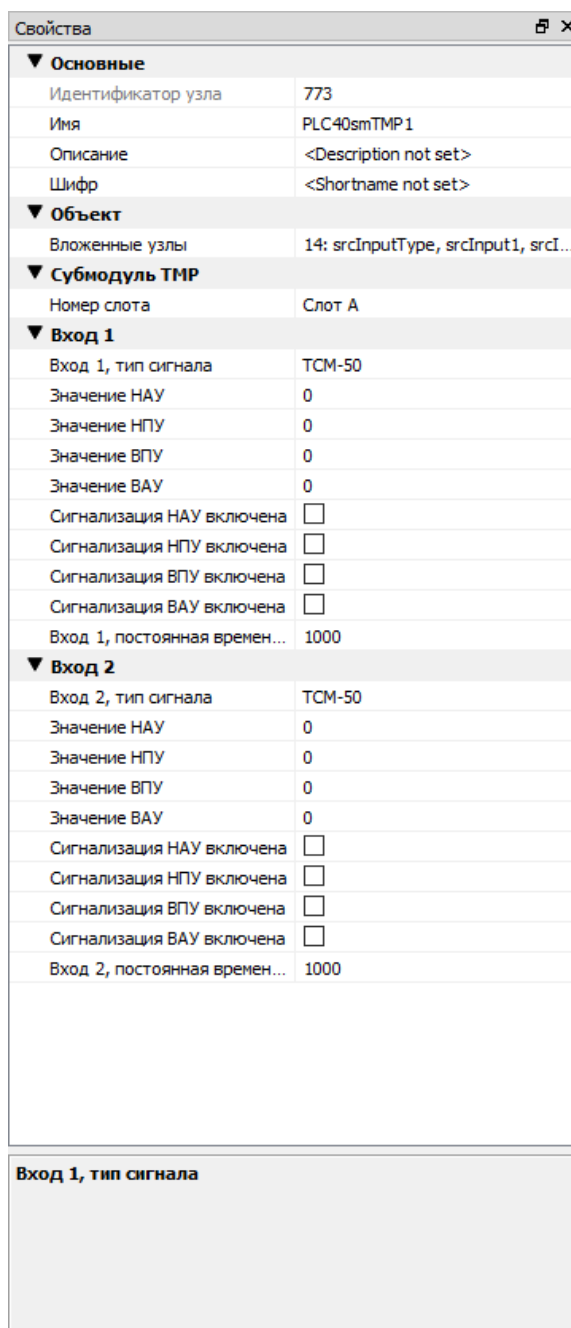 Свойства
Основные
Идентификатор узла 773
Имя PLC40smTMP1
Описание <Description not set>
Шифр <Shortname not set>
Объект
Вложенные узлы 14: srcInputType, srcInput1, srcI...
Субмодуль TMP
Номер слота Слот A
Вход 1
Вход 1, тип сигнала ТСМ-50
Значение НАУ 0
Значение НПУ 0
Значение ВПУ 0
Значение ВАУ 0
Сигнализация НАУ включена
Сигнализация НПУ включена
Сигнализация ВПУ включена
Сигнализация ВАУ включена
Вход 1, постоянная времен... 1000
Вход 2
Вход 2, тип сигнала ТСМ-50
Значение НАУ 0
Значение НПУ 0
Значение ВПУ 0
Значение ВАУ 0
Сигнализация НАУ включена
Сигнализация НПУ включена
Сигнализация ВПУ включена
Сигнализация ВАУ включена
Вход 2, постоянная времен... 1000
Вход 1, тип сигнала